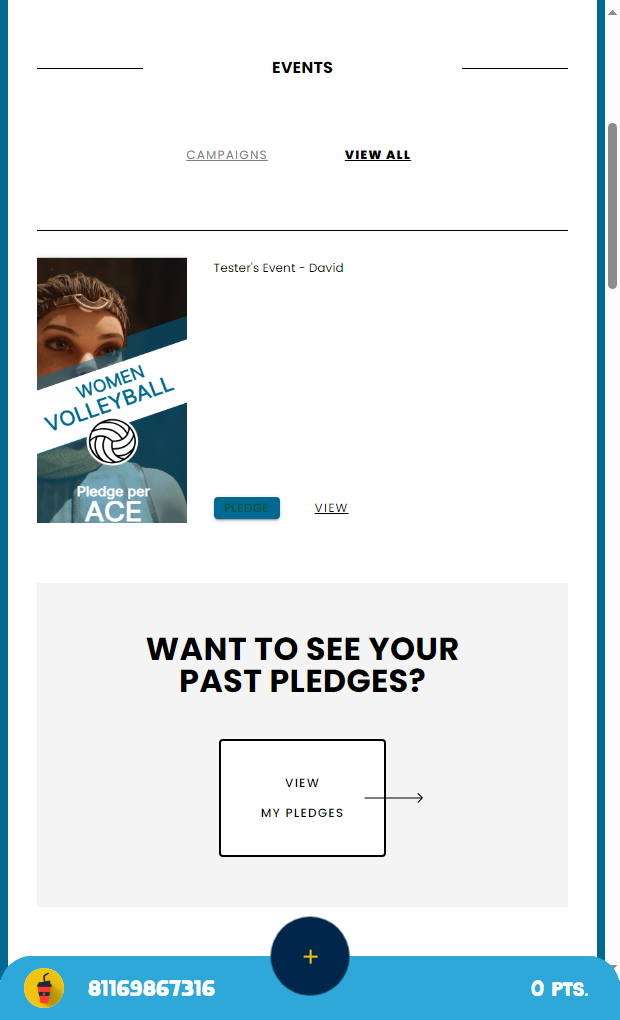 EVENTS
CAMPAIGNS
VIEW ALL
Tester's Event - David
WOMEN
VOLLEYBALL
Pledge per
ACE
PLEDGE
VIEW
WANT TO SEE YOUR
PAST PLEDGES?
VIEW
MY PLEDGES
+
81169867316
0 PTS.